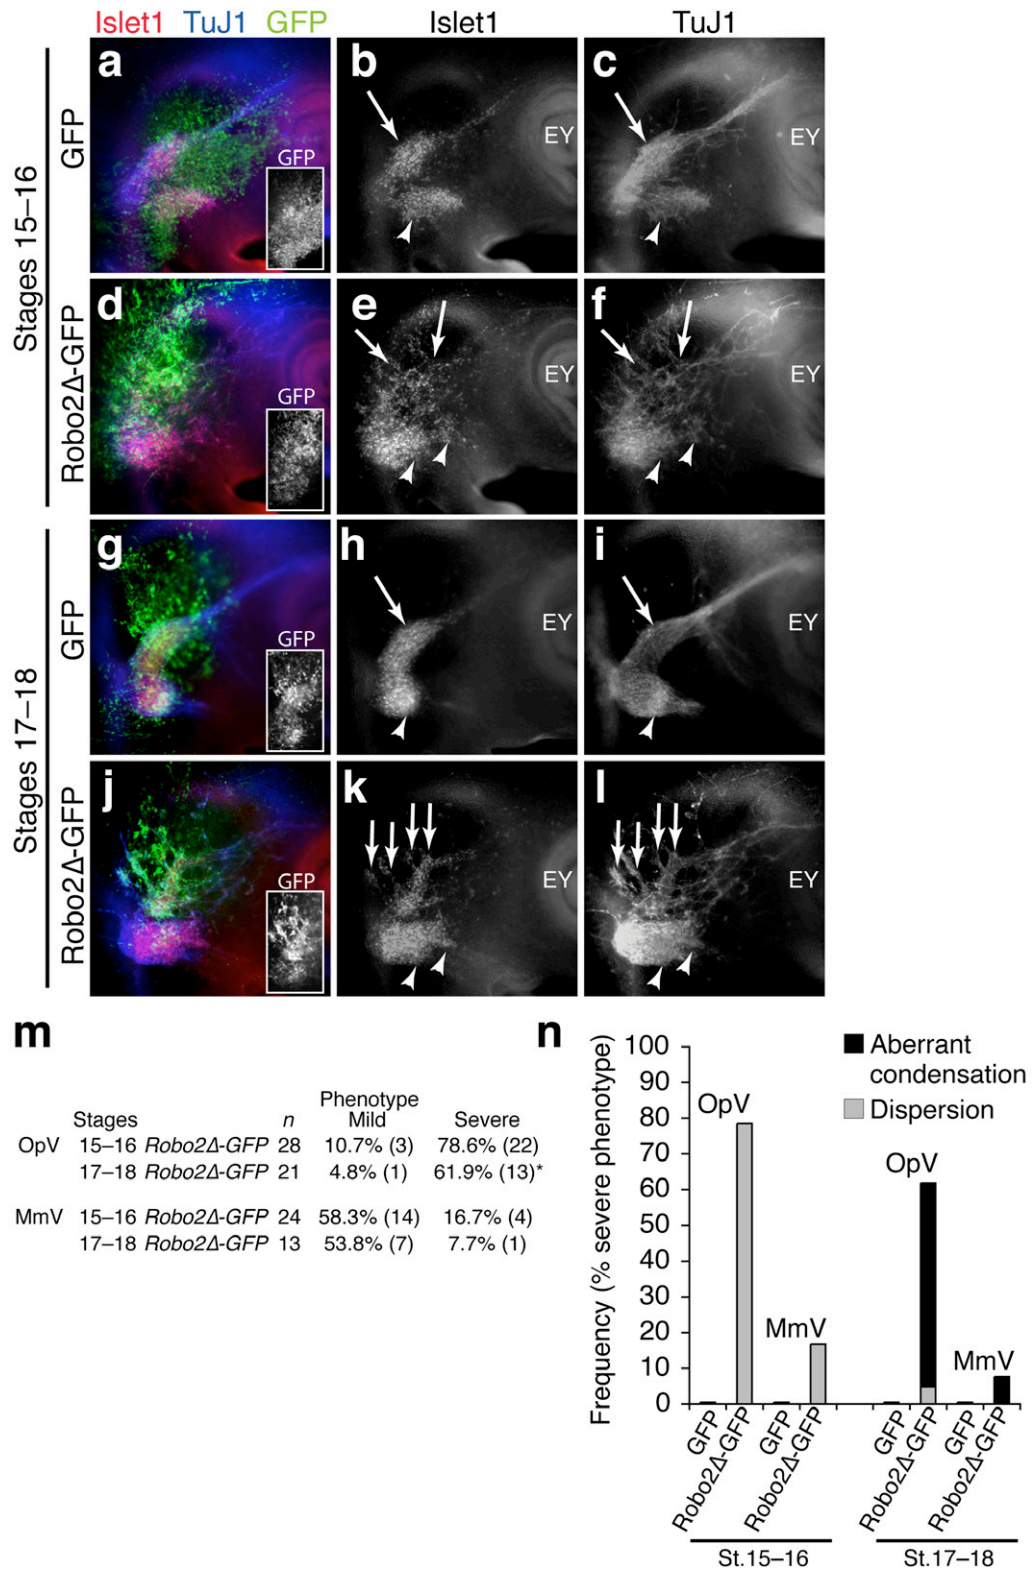 Islet1 TuJ1 GFP Islet1 TuJ1
Stages 15–16
GFP
a
GFP
b
EY
c
EY
Robo2Δ-GFP
d
GFP
e
EY
f
EY
Stages 17–18
GFP
g
GFP
h
EY
i
EY
Robo2Δ-GFP
j
GFP
k
EY
l
EY
m
Phenotype
Stages n Mild Severe
OpV 15–16 Robo2Δ-GFP 28 10.7% (3) 78.6% (22)
17–18 Robo2Δ-GFP 21 4.8% (1) 61.9% (13)*
MmV 15–16 Robo2Δ-GFP 24 58.3% (14) 16.7% (4)
17–18 Robo2Δ-GFP 13 53.8% (7) 7.7% (1)
n
Frequency (% severe phenotype)
100
90
80
70
60
50
40
30
20
10
0
Aberrant
condensation
Dispersion
OpV
MmV
OpV
MmV
GFP
Robo2Δ-GFP
GFP
Robo2Δ-GFP
GFP
Robo2Δ-GFP
GFP
Robo2Δ-GFP
St.15–16
St.17–18